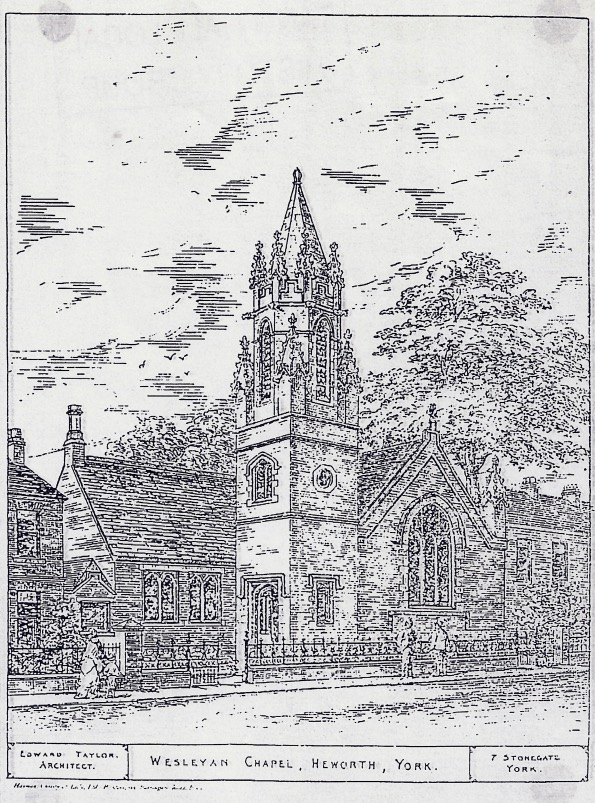 EDWARD TAYLOR.
ARCHITECT.
WESLEYAN CHAPEL, HEWORTH, YORK.
7 STONEGATE
YORK.